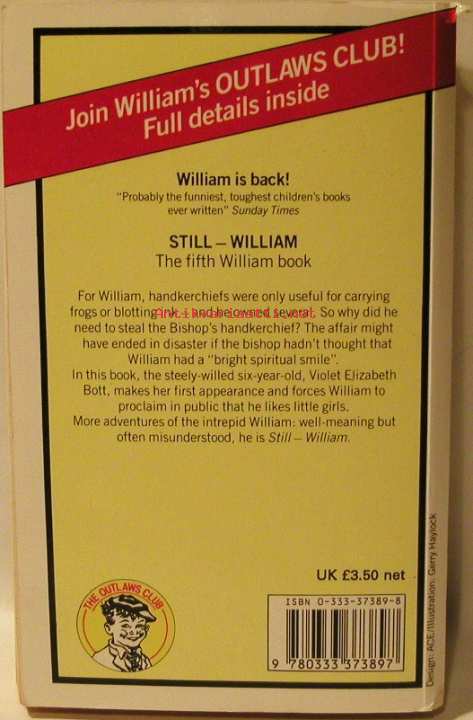 Join William's OUTLAWS CLUB!
Full details inside
William is back!
"Probably the funniest, toughest children's books
ever written" Sunday Times
STILL – WILLIAM
The fifth William book
For William, handkerchiefs were only useful for carrying
frogs or blotting ink – and he owned several. So why did he
need to steal the Bishop's handkerchief? The affair might
have ended in disaster if the bishop hadn't thought that
William had a "bright spiritual smile".
In this book, the steely-willed six-year-old, Violet Elizabeth
Bott, makes her first appearance and forces William to
proclaim in public that he likes little girls.
More adventures of the intrepid William: well-meaning but
often misunderstood, he is Still – William.
UK £3.50 net
THE OUTLAWS CLUB
ISBN 0-333-37389-8
9 780333 373897
Design: ACE/Illustration: Gerry Haylock